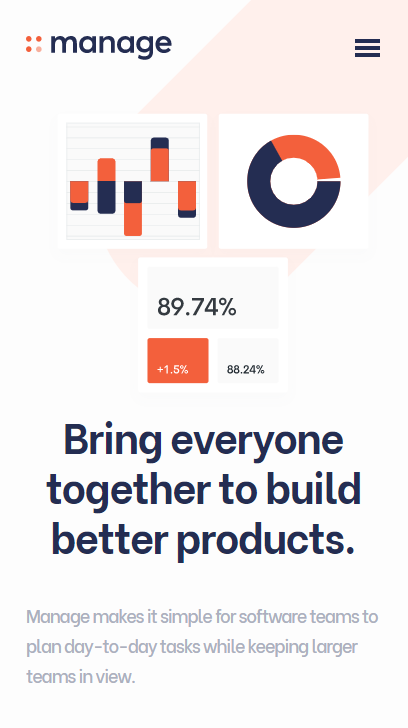 manage
89.74%
+1.5%
88.24%
Bring everyone
together to build
better products.
Manage makes it simple for software teams to
plan day-to-day tasks while keeping larger
teams in view.